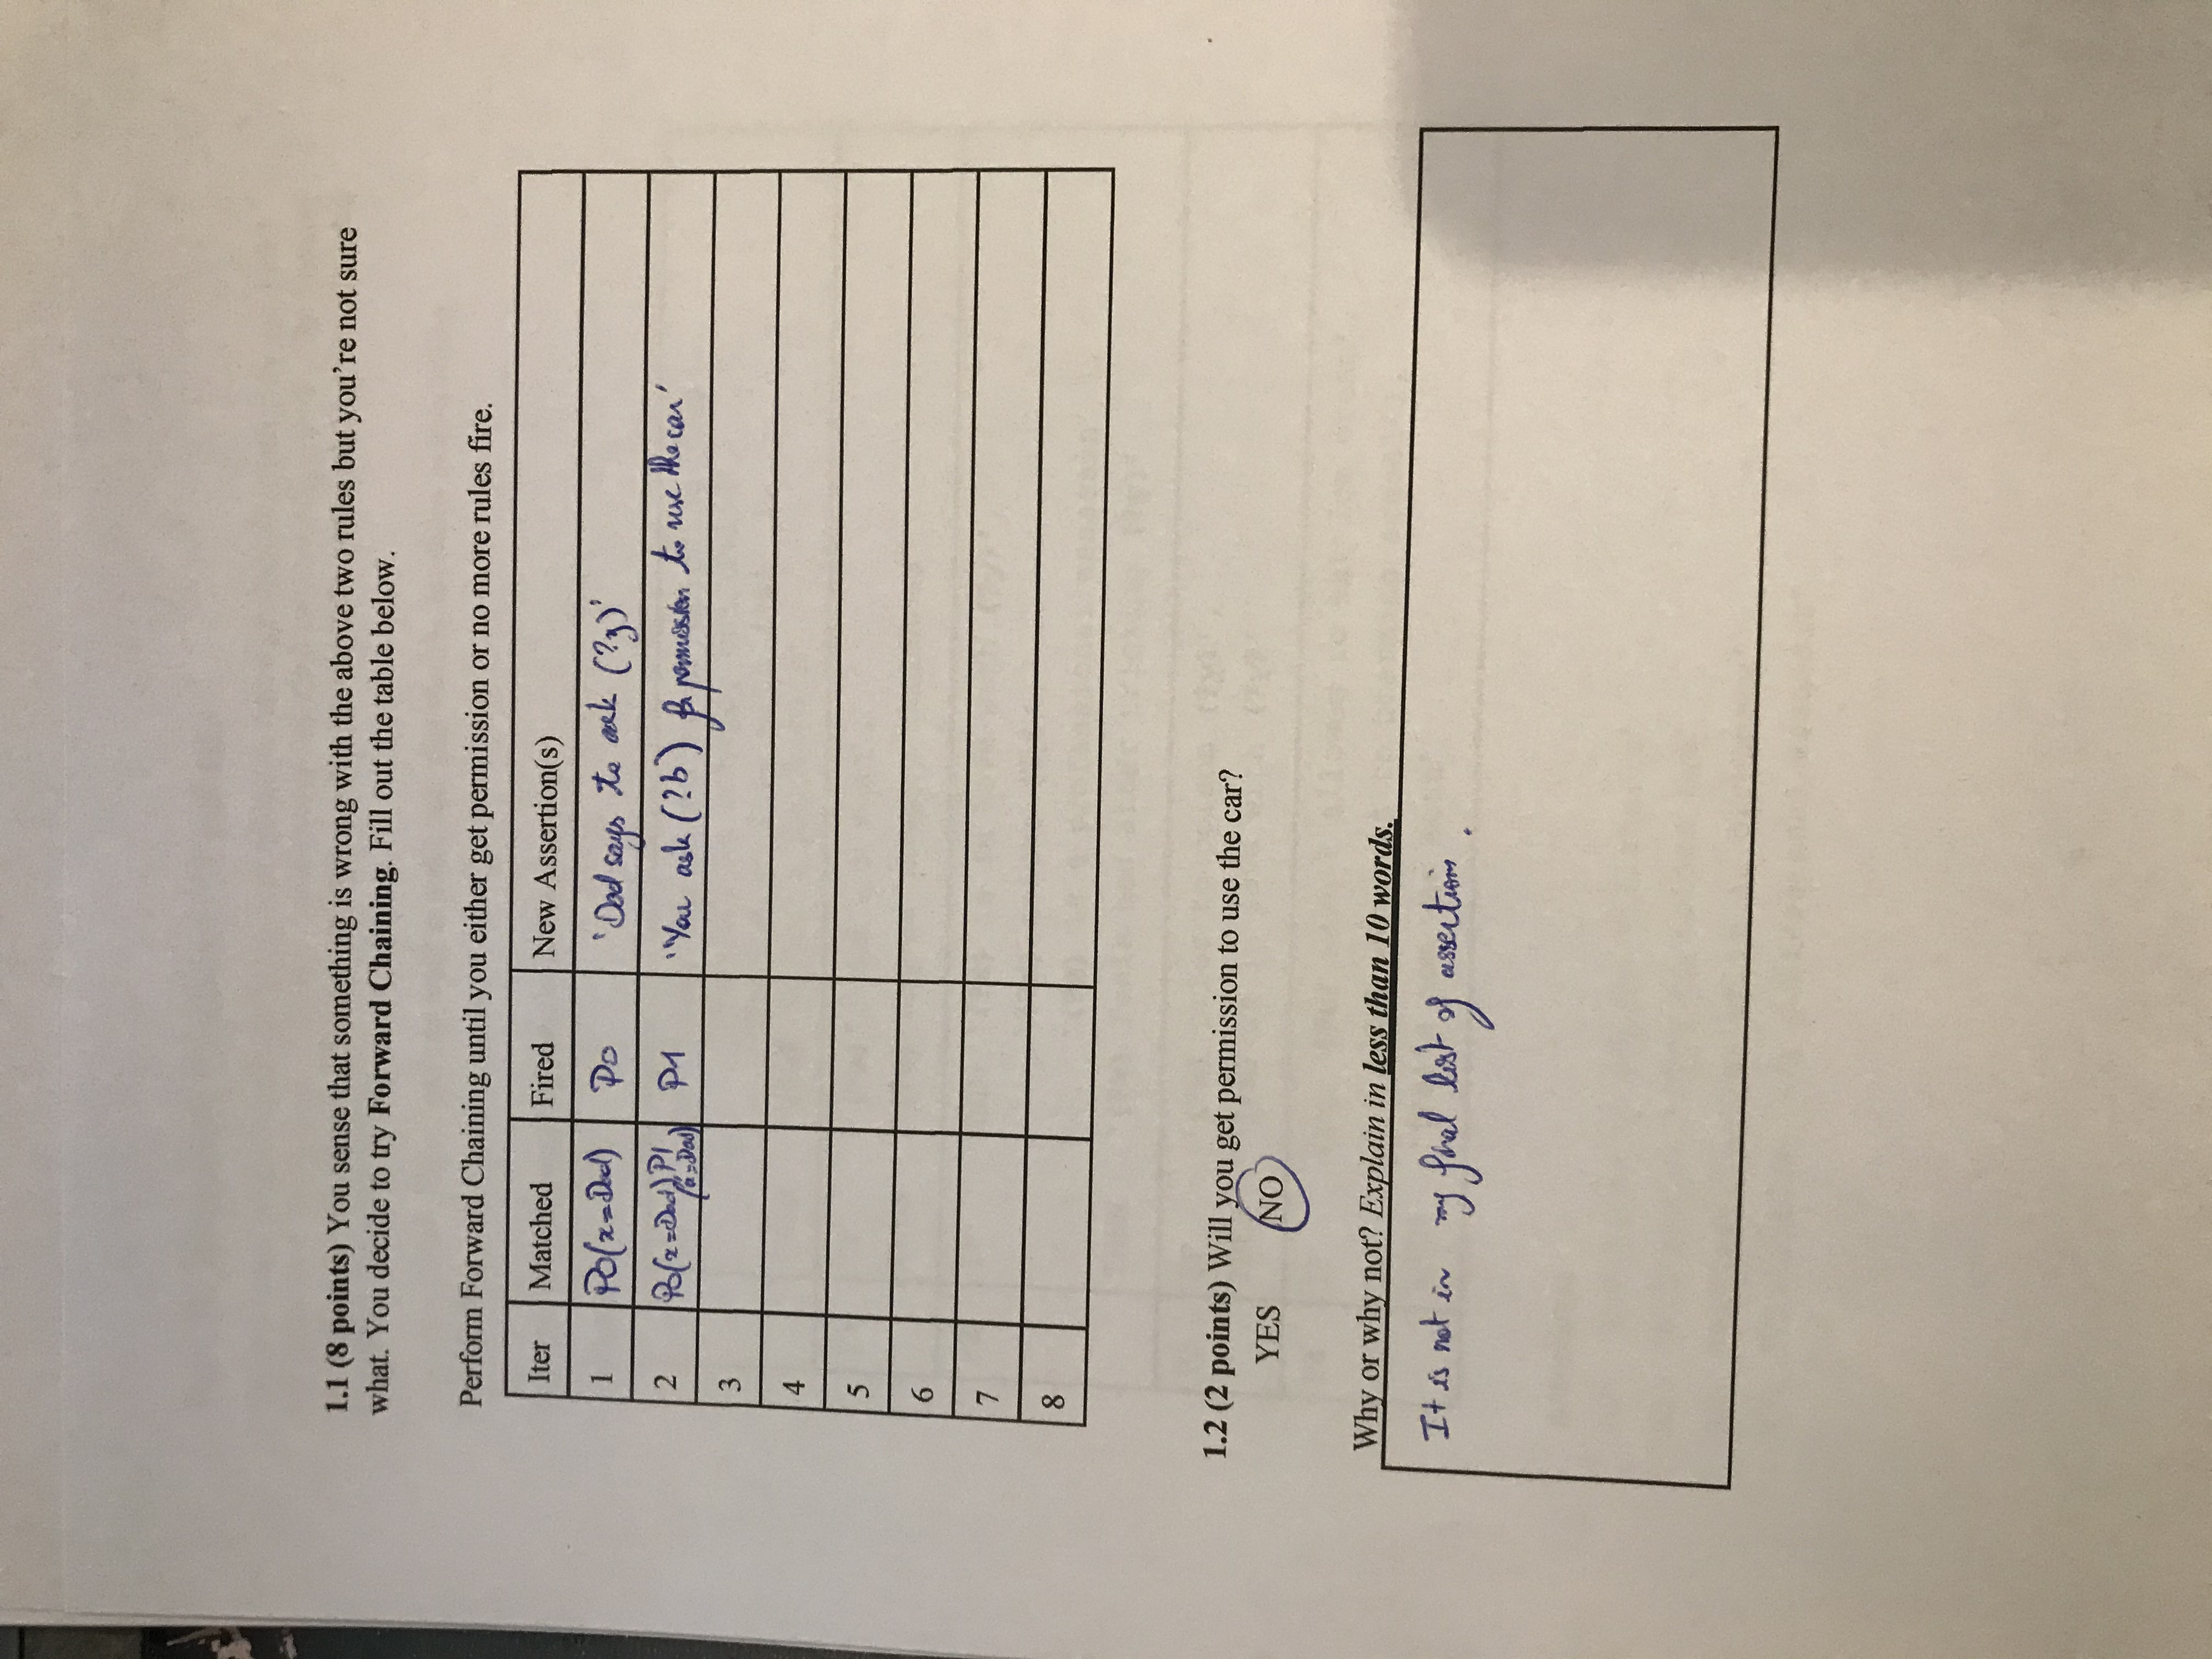 1.1 (8 points) You sense that something is wrong with the above two rules but you're not sure
what. You decide to try Forward Chaining. Fill out the table below.
Perform Forward Chaining until you either get permission or no more rules fire.
Iter Matched Fired New Assertion(s)
1 P0(x=Dad) P0 'Dad says to ask (?z)'
2 P0(x=Dad), P1 (a=Dad) P1 'You ask (?b) for permission to use the car'
3
4
5
6
7
8
1.2 (2 points) Will you get permission to use the car?
YES NO
Why or why not? Explain in less than 10 words.
It is not in my final list of assertions.